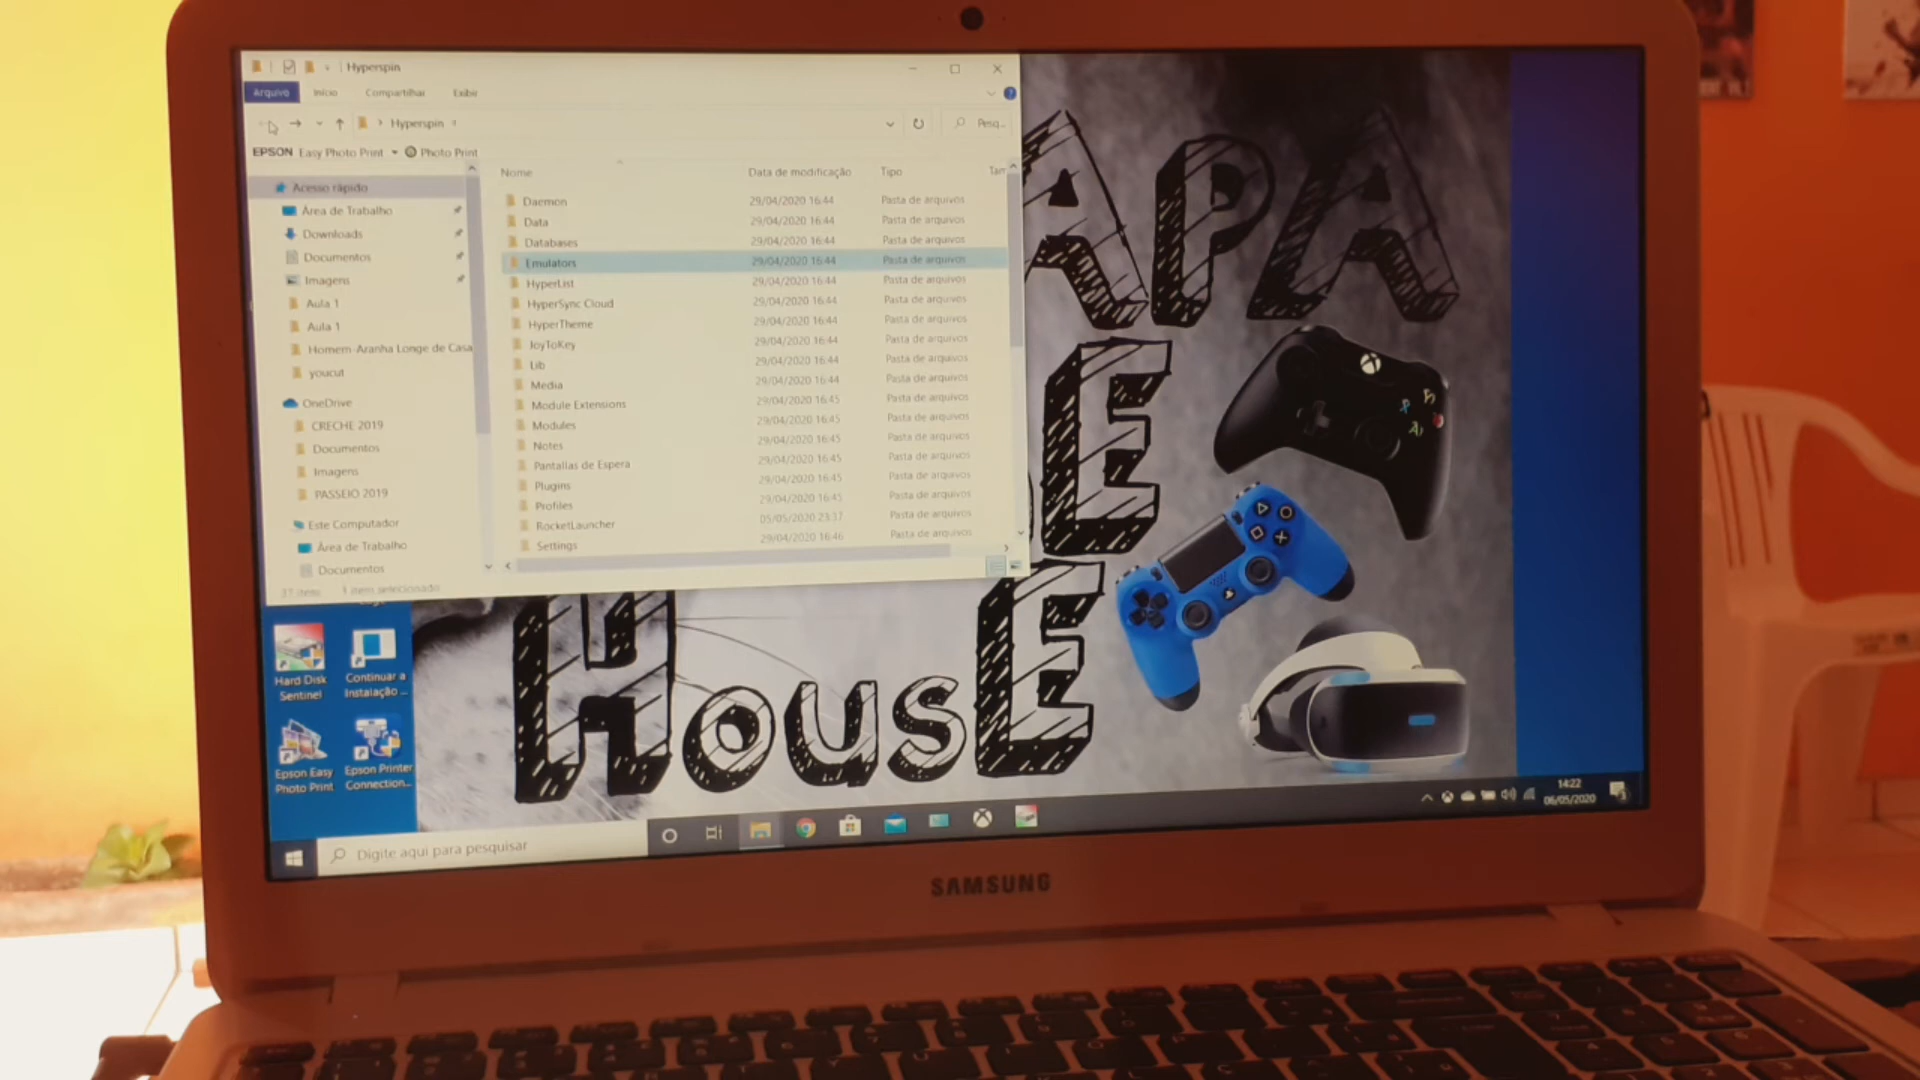 Hyperspin
Arquivo Início Compartilhar Exibir
Hyperspin
Pesq...
EPSON Easy Photo Print Photo Print
Nome Data de modificação Tipo Tam
Acesso rápido
Área de Trabalho
Downloads
Documentos
Imagens
Aula 1
Aula 1
Homem-Aranha Longe de Casa
youcut
OneDrive
CRECHE 2019
Documentos
Imagens
PASSEIO 2019
Este Computador
Área de Trabalho
Documentos
Daemon 29/04/2020 16:44 Pasta de arquivos
Data 29/04/2020 16:44 Pasta de arquivos
Databases 29/04/2020 16:44 Pasta de arquivos
Emulators 29/04/2020 16:44 Pasta de arquivos
HyperList 29/04/2020 16:44 Pasta de arquivos
HyperSync Cloud 29/04/2020 16:44 Pasta de arquivos
HyperTheme 29/04/2020 16:44 Pasta de arquivos
JoyToKey 29/04/2020 16:44 Pasta de arquivos
Lib 29/04/2020 16:44 Pasta de arquivos
Media 29/04/2020 16:44 Pasta de arquivos
Module Extensions 29/04/2020 16:45 Pasta de arquivos
Modules 29/04/2020 16:45 Pasta de arquivos
Notes 29/04/2020 16:45 Pasta de arquivos
Pantallas de Espera 29/04/2020 16:45 Pasta de arquivos
Plugins 29/04/2020 16:45 Pasta de arquivos
Profiles 29/04/2020 16:45 Pasta de arquivos
RocketLauncher 05/05/2020 23:37 Pasta de arquivos
Settings 29/04/2020 16:46 Pasta de arquivos
37 itens 1 item selecionado
APA
E
HousE
Hard Disk
Sentinel
Continuar a
Instalação ...
Epson Easy
Photo Print
Epson Printer
Connection...
Digite aqui para pesquisar
14:22
06/05/2020
SAMSUNG